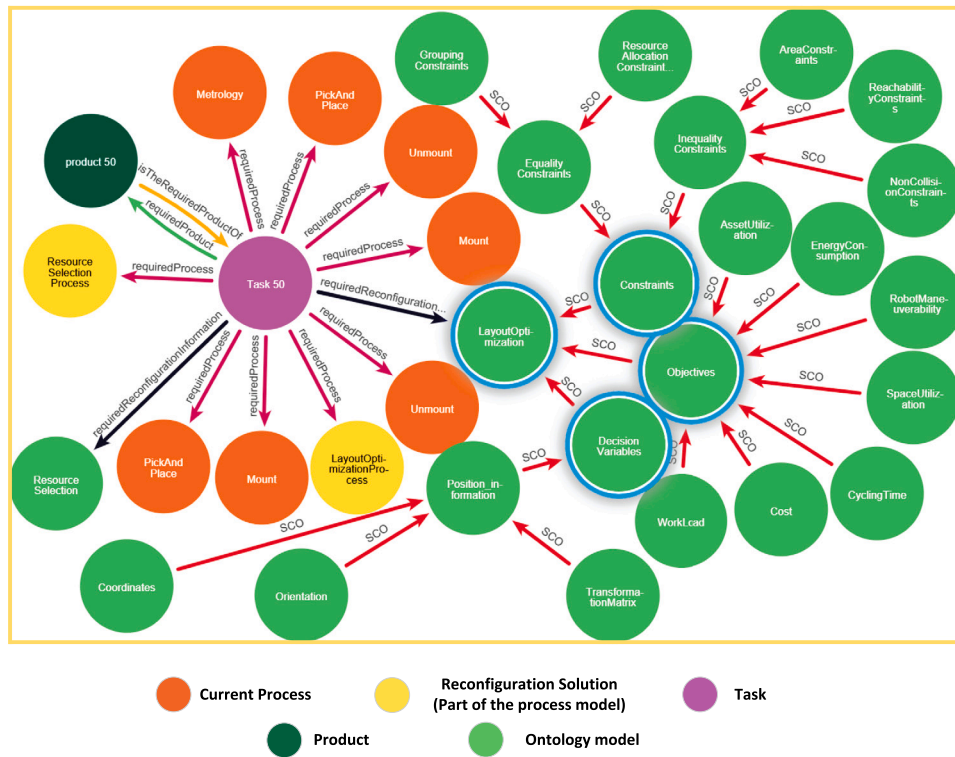 Grouping
Constraints
Resource
Allocation
Constraint...
AreaConstr-
aints
Reachabil-
ityConstraint-
s
Metrology
PickAnd
Place
SCO
SCO
SCO
SCO
Unmount
Inequality
Constraints
product 50
isTheRequiredProductOf
requiredProduct
requiredProcess
requiredProcess
requiredProcess
Equality
Constraints
SCO
NonCollisi-
onConstrain-
ts
SCO
SCO
AssetUtiliz-
ation
EnergyCon-
sumption
Mount
requiredProcess
Resource
Selection
Process
requiredProcess
Task 50
requiredReconfiguration...
Constraints
SCO
SCO
SCO
RobotMane-
uverability
LayoutOpti-
mization
SCO
SCO
requiredProcess
requiredReconfigurationInformation
requiredProcess
requiredProcess
requiredProcess
Objectives
SCO
SpaceUtiliz-
ation
SCO
Unmount
SCO
SCO
SCO
Decision
Variables
Resource
Selection
PickAnd
Place
Mount
LayoutOpti-
mizationPro-
cess
SCO
Position_in-
formation
CyclingTime
Cost
WorkLoad
SCO
SCO
SCO
Coordinates
Orientation
Transforma-
tionMatrix
Current Process
Reconfiguration Solution
(Part of the process model)
Task
Product
Ontology model